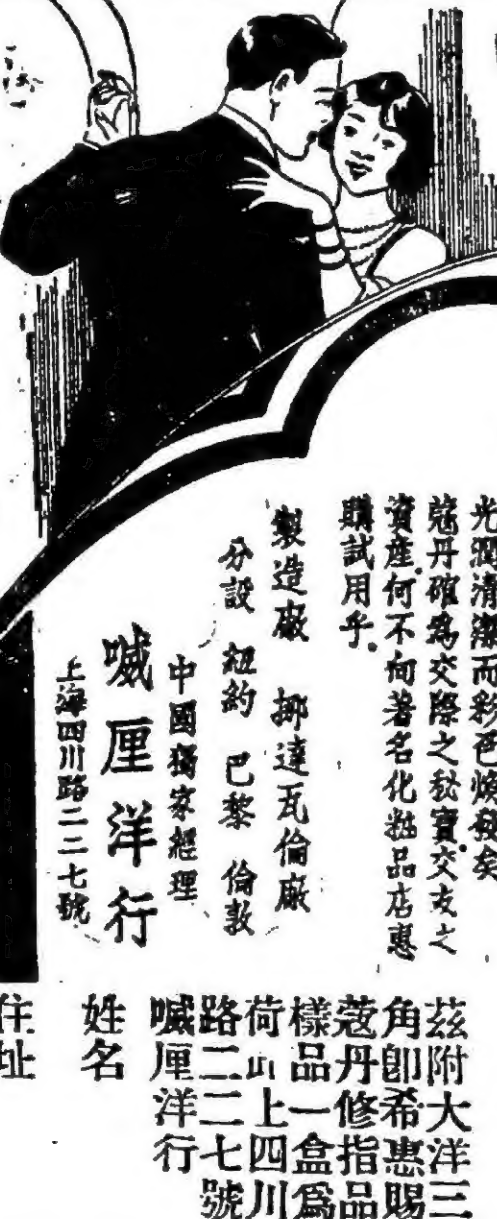 光潤清潔而彩色煥發矣
蔻丹確爲交際之秘寶交友之
資產何不向著名化粧品店惠
購試用乎
製造廠 挪達瓦倫廠
分設 紐約 巴黎 倫敦
中國獨家經理
喊厘洋行
上海四川路二二七號
茲附大洋三
角卽希惠賜
蔻丹修指品
樣品一盒爲
荷此上四川
路二二七號
喊厘洋行
姓名
住址